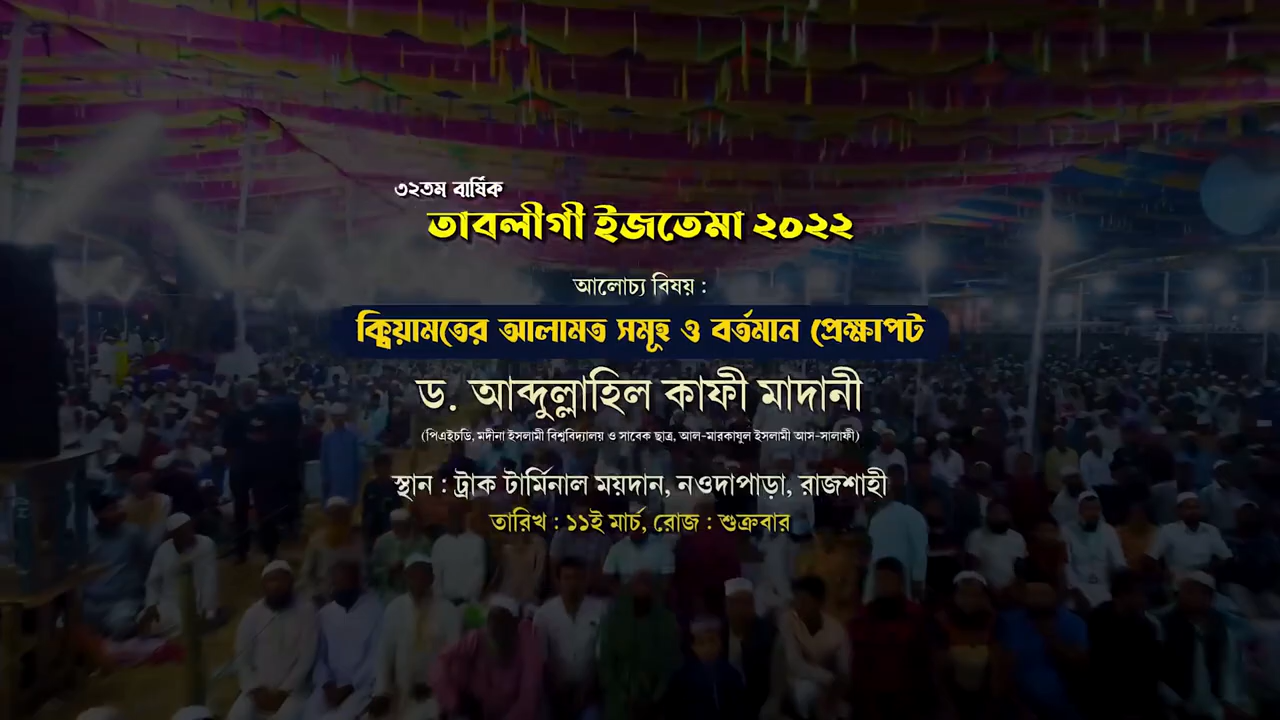 ৩২তম বার্ষিক
তাবলীগী ইজতেমা ২০২২
আলোচ্য বিষয় :
ক্বিয়ামতের আলামত সমূহ ও বর্তমান প্রেক্ষাপট
ড. আব্দুল্লাহিল কাফী মাদানী
(পিএইচডি, মদীনা ইসলামী বিশ্ববিদ্যালয় ও সাবেক ছাত্র, আল-মারকাযুল ইসলামী আস-সালাফী)
স্থান : ট্রাক টার্মিনাল ময়দান, নওদাপাড়া, রাজশাহী
তারিখ : ১১ই মার্চ, রোজ : শুক্রবার